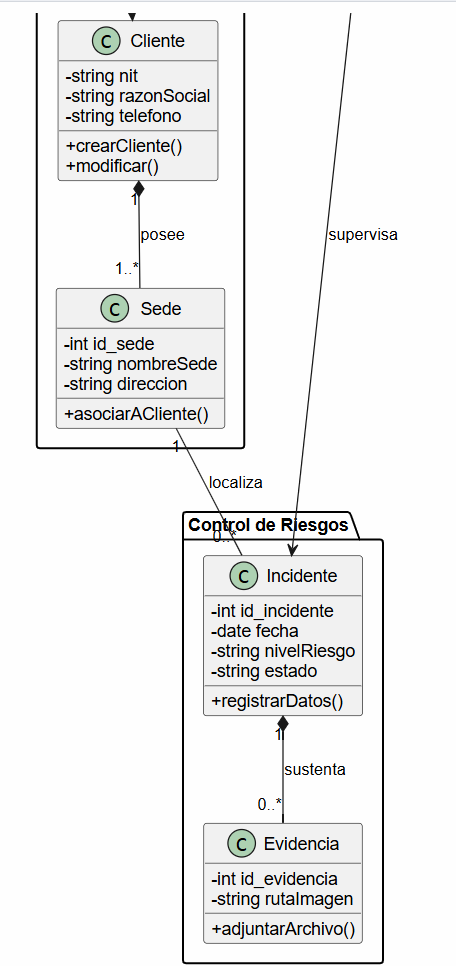 C Cliente
-string nit
-string razonSocial
-string telefono
+crearCliente()
+modificar()
1
posee
supervisa
1..*
C Sede
-int id_sede
-string nombreSede
-string direccion
+asociarACliente()
1
localiza
Control de Riesgos
0..*
C Incidente
-int id_incidente
-date fecha
-string nivelRiesgo
-string estado
+registrarDatos()
1
sustenta
0..*
C Evidencia
-int id_evidencia
-string rutaImagen
+adjuntarArchivo()